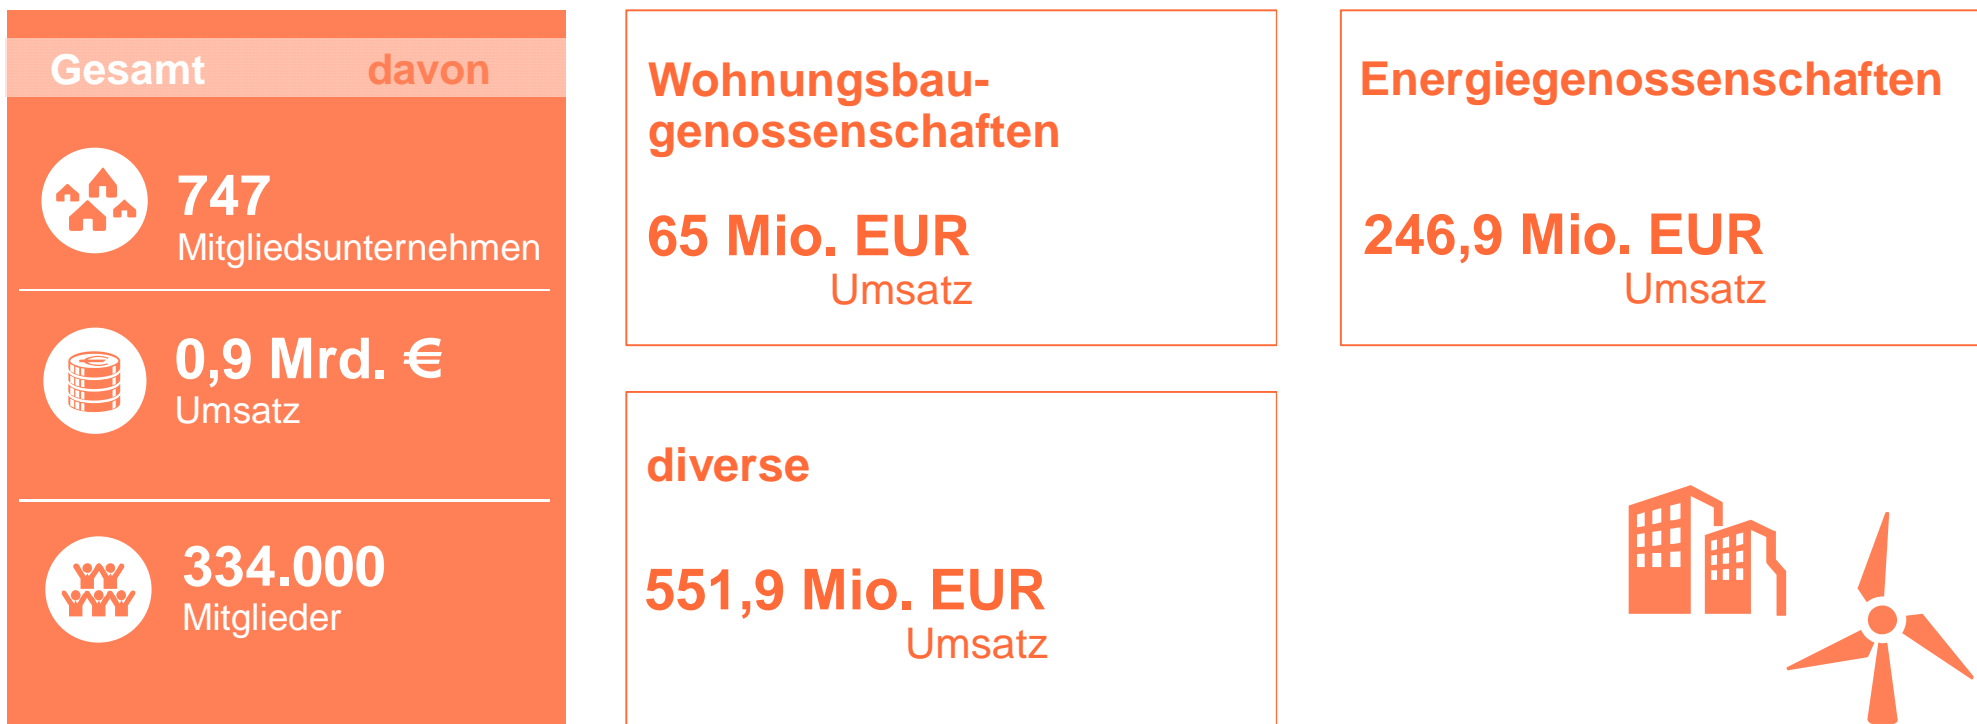 Gesamt davon
747
Mitgliedsunternehmen
0,9 Mrd. €
Umsatz
334.000
Mitglieder
Wohnungsbau-
genossenschaften
65 Mio. EUR
Umsatz
Energiegenossenschaften
246,9 Mio. EUR
Umsatz
diverse
551,9 Mio. EUR
Umsatz